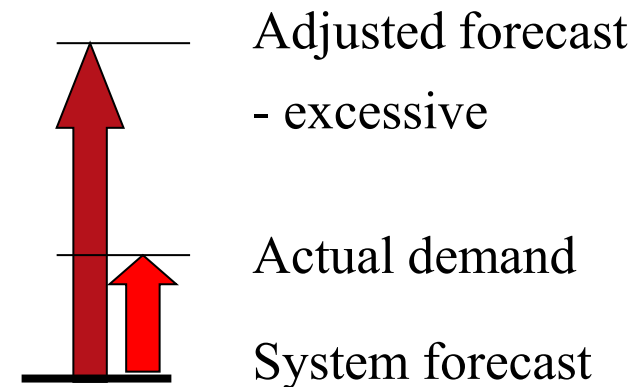 Adjusted forecast
- excessive
Actual demand
System forecast